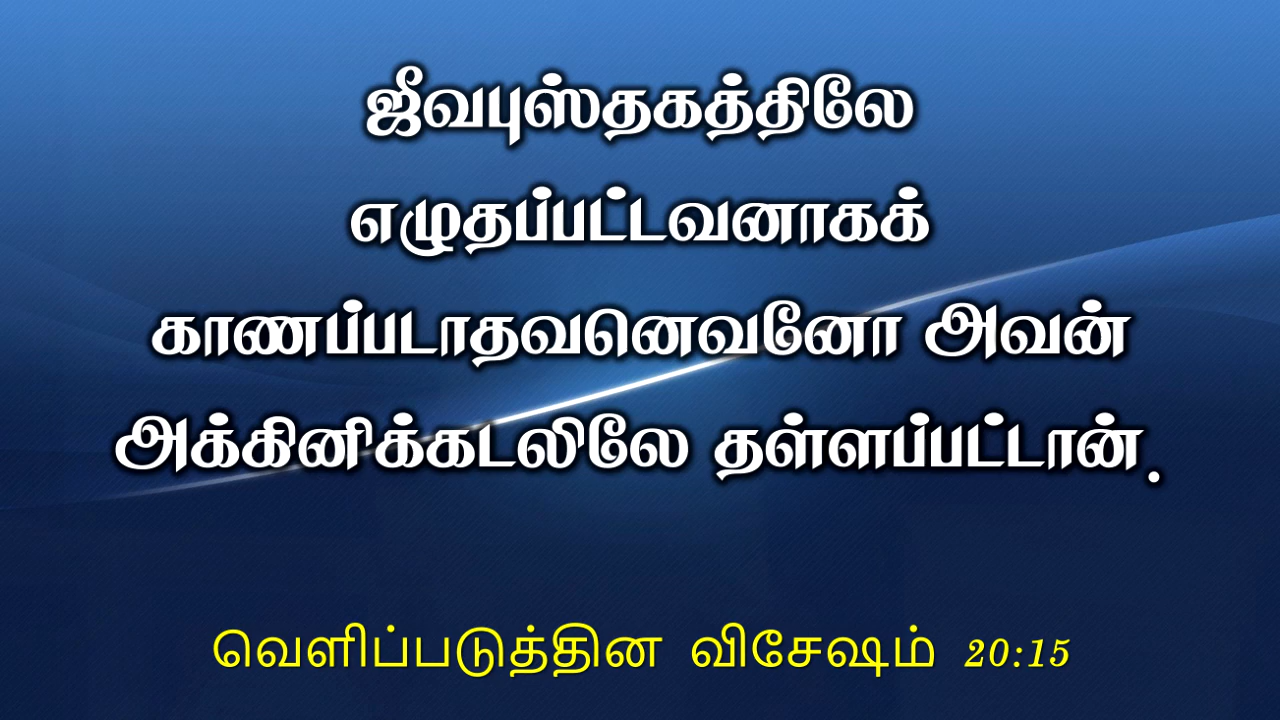 ஜீவபுஸ்தகத்திலே
எழுதப்பட்டவனாகக்
காணப்படாதவனெவனோ அவன்
அக்கினிக்கடலிலே தள்ளப்பட்டான்.
வெளிப்படுத்தின விசேஷம் 20:15